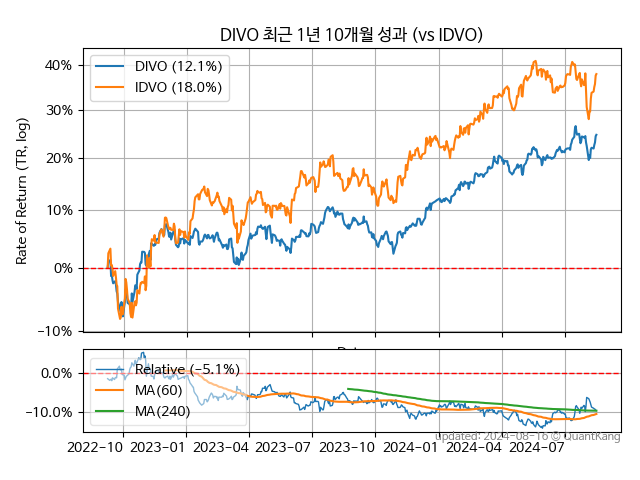 DIVO 최근 1년 10개월 성과 (vs IDVO)
Rate of Return (TR, log)
40%
30%
20%
10%
0%
−10%
DIVO (12.1%)
IDVO (18.0%)
0.0%
−10.0%
Relative (−5.1%)
MA(60)
MA(240)
2022-10 2023-01 2023-04 2023-07 2023-10 2024-01 2024-04 2024-07
Updated: 2024-08-16 © QuantKang